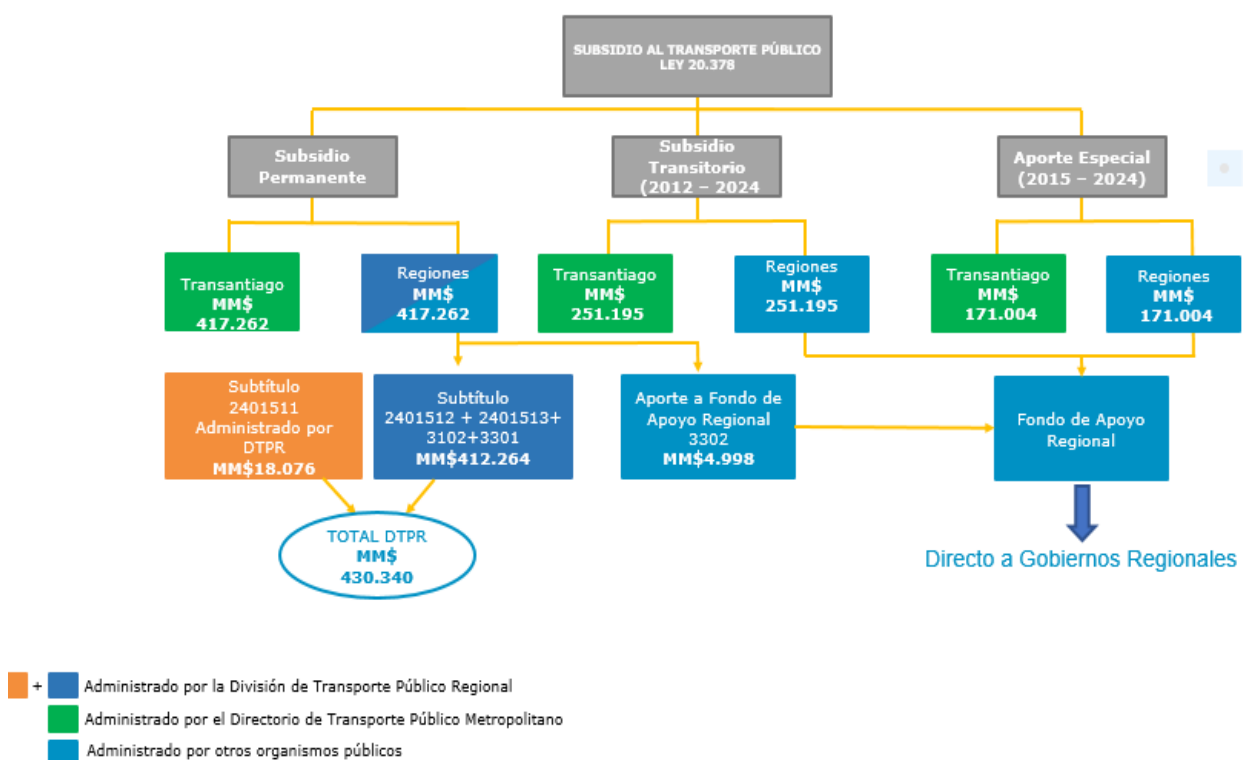 SUBSIDIO AL TRANSPORTE PÚBLICO
LEY 20.378
Subsidio
Permanente
Subsidio
Transitorio
(2012 – 2024
Aporte Especial
(2015 – 2024)
Transantiago
MM$
417.262
Regiones
MM$
417.262
Transantiago
MM$
251.195
Regiones
MM$
251.195
Transantiago
MM$
171.004
Regiones
MM$
171.004
Subtítulo
2401511
Administrado por
DTPR
MM$18.076
Subtítulo
2401512 + 2401513+
3102+3301
MM$412.264
Aporte a Fondo de
Apoyo Regional
3302
MM$4.998
Fondo de Apoyo
Regional
TOTAL DTPR
MM$
430.340
Directo a Gobiernos Regionales
+ Administrado por la División de Transporte Público Regional
Administrado por el Directorio de Transporte Público Metropolitano
Administrado por otros organismos públicos